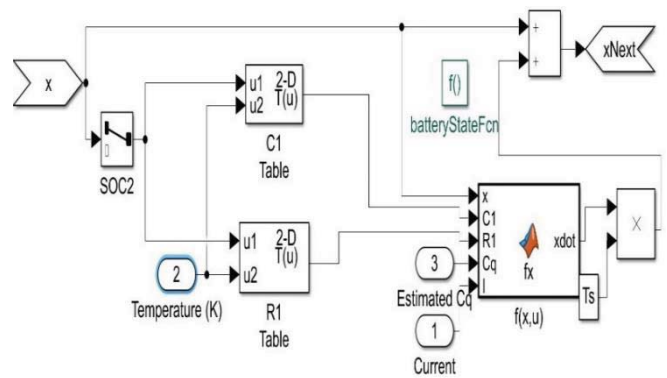 x
SOC2
u1
u2
2-D
T(u)
C1
Table
u1
u2
2-D
T(u)
R1
Table
2
Temperature (K)
f()
batteryStateFcn
x
C1
R1
Cq
I
fx
xdot
f(x,u)
3
Estimated Cq
1
Current
Ts
×
+
+
xNext